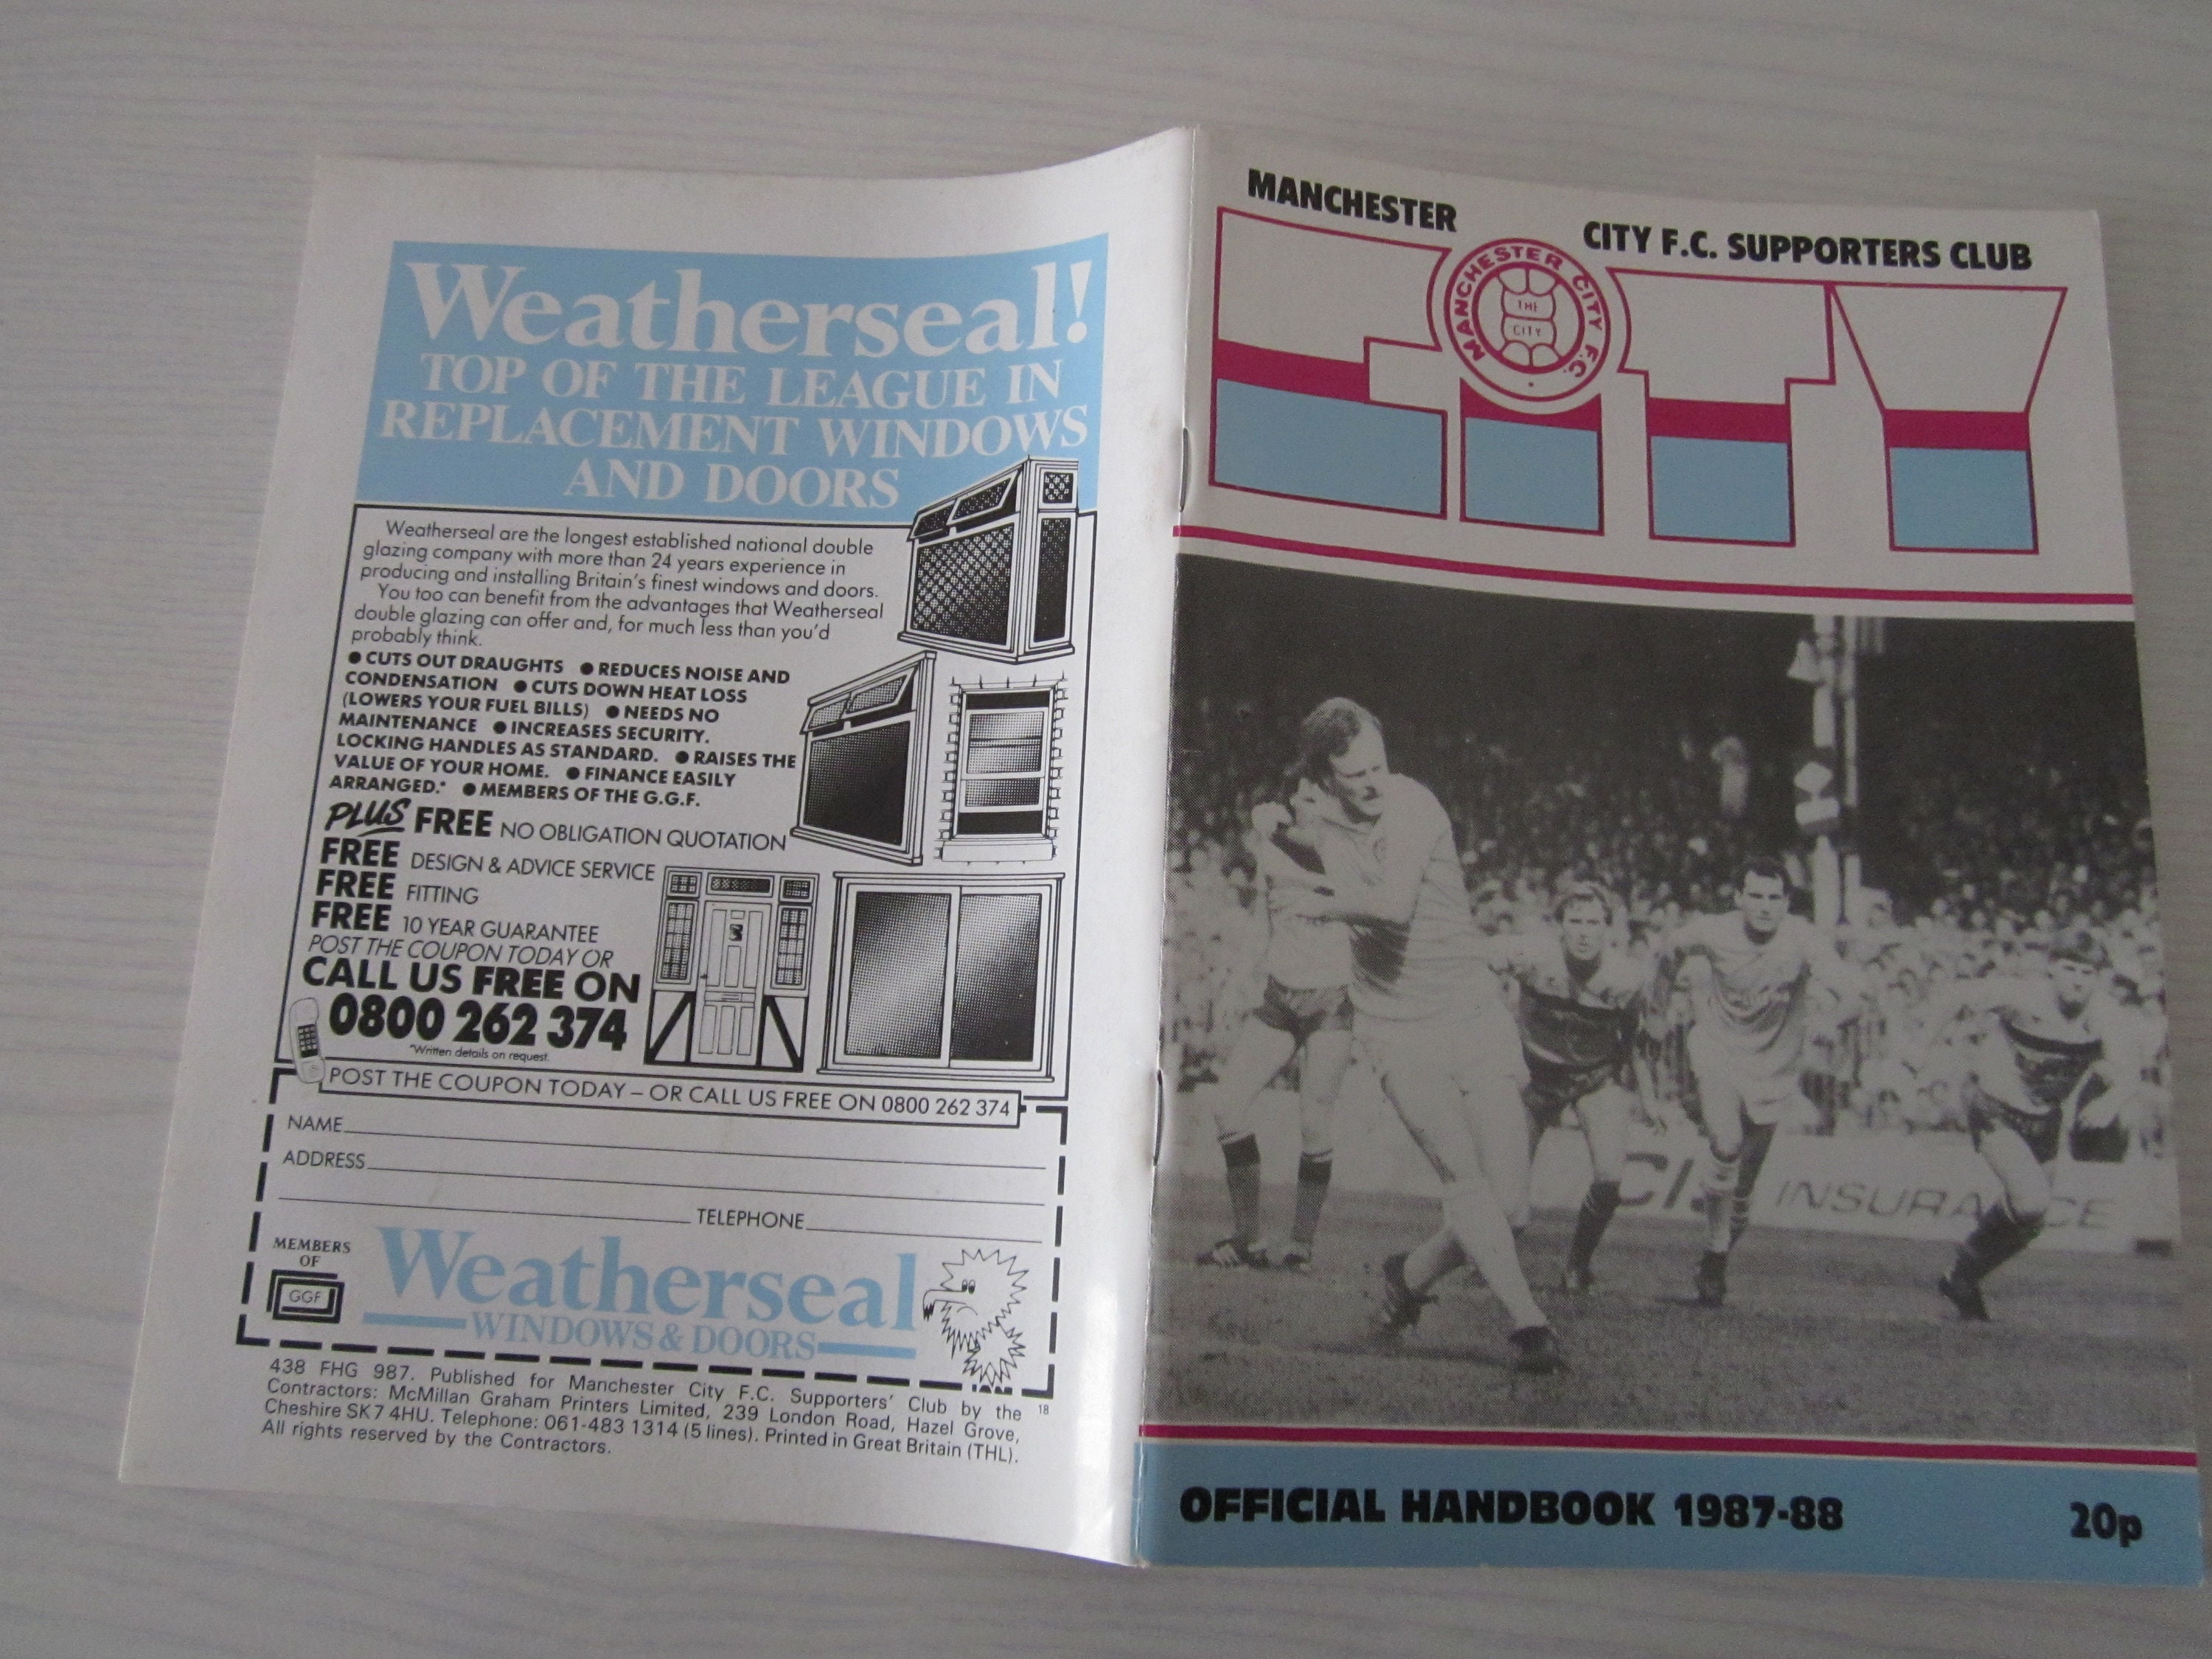 Weatherseal!
TOP OF THE LEAGUE IN
REPLACEMENT WINDOWS
AND DOORS
Weatherseal are the longest established national double
glazing company with more than 24 years experience in
producing and installing Britain's finest windows and doors.
You too can benefit from the advantages that Weatherseal
double glazing can offer and, for much less than you'd
probably think.
● CUTS OUT DRAUGHTS ● REDUCES NOISE AND
CONDENSATION ● CUTS DOWN HEAT LOSS
(LOWERS YOUR FUEL BILLS) ● NEEDS NO
MAINTENANCE ● INCREASES SECURITY.
LOCKING HANDLES AS STANDARD. ● RAISES THE
VALUE OF YOUR HOME. ● FINANCE EASILY
ARRANGED.* ● MEMBERS OF THE G.G.F.
PLUS FREE NO OBLIGATION QUOTATION
FREE DESIGN & ADVICE SERVICE
FREE FITTING
FREE 10 YEAR GUARANTEE
POST THE COUPON TODAY OR
CALL US FREE ON
0800 262 374
*Written details on request.
POST THE COUPON TODAY – OR CALL US FREE ON 0800 262 374
NAME
ADDRESS
TELEPHONE
MEMBERS
OF
GGF
Weatherseal
WINDOWS & DOORS
438 FHG 987. Published for Manchester City F.C. Supporters' Club by the
Contractors: McMillan Graham Printers Limited, 239 London Road, Hazel Grove,
Cheshire SK7 4HU. Telephone: 061-483 1314 (5 lines). Printed in Great Britain (THL).
All rights reserved by the Contractors.
18
MANCHESTER CITY F.C. SUPPORTERS CLUB
CITY
MANCHESTER CITY F.C.
THE
CITY
INSURANCE
OFFICIAL HANDBOOK 1987-88 20p